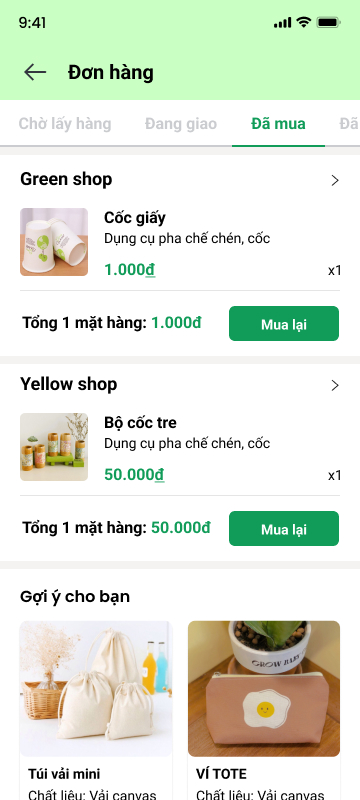 9:41
Đơn hàng
Chờ lấy hàng Đang giao Đã mua Đã
Green shop
Cốc giấy
Dụng cụ pha chế chén, cốc
1.000đ x1
Tổng 1 mặt hàng: 1.000đ Mua lại
Yellow shop
Bộ cốc tre
Dụng cụ pha chế chén, cốc
50.000đ x1
Tổng 1 mặt hàng: 50.000đ Mua lại
Gợi ý cho bạn
GROW BABY
Túi vải mini VÍ TOTE
Chất liệu: Vải canvas Chất liệu: Vải canvas